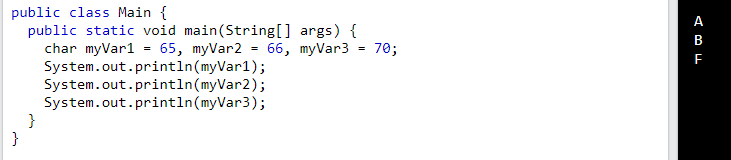 public class Main {
  public static void main(String[] args) {
    char myVar1 = 65, myVar2 = 66, myVar3 = 70;
    System.out.println(myVar1);
    System.out.println(myVar2);
    System.out.println(myVar3);
  }
}
A
B
F